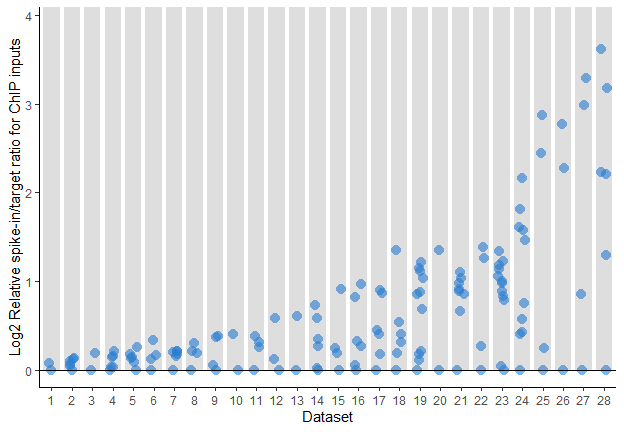 Log2 Relative spike-in/target ratio for ChIP inputs
4
3
2
1
0
1 2 3 4 5 6 7 8 9 10 11 12 13 14 15 16 17 18 19 20 21 22 23 24 25 26 27 28
Dataset